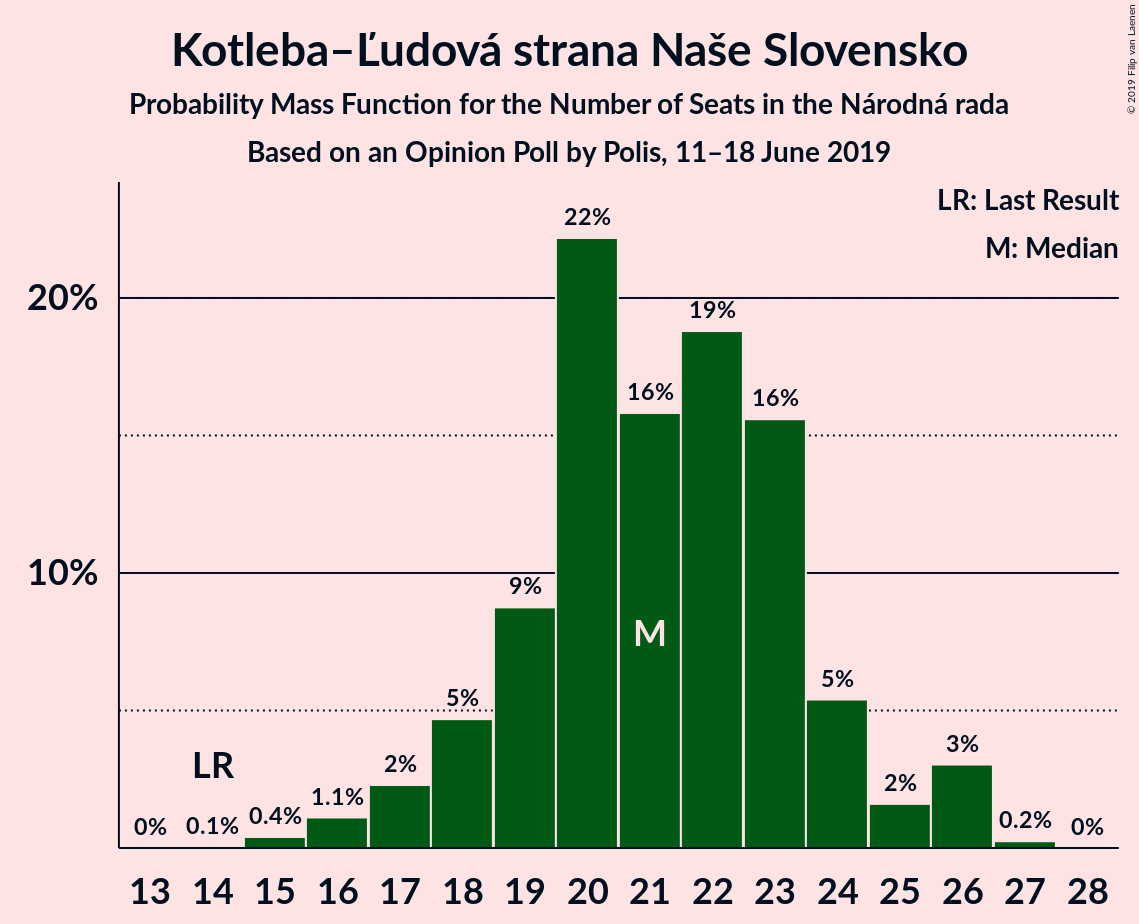 Kotleba–Ľudová strana Naše Slovensko
Probability Mass Function for the Number of Seats in the Národná rada
Based on an Opinion Poll by Polis, 11–18 June 2019
© 2019 Filip van Laenen
LR: Last Result
M: Median
20%
10%
0%
0.1%
0.4%
1.1%
2%
5%
9%
22%
16%
19%
16%
5%
2%
3%
0.2%
0%
LR
M
13 14 15 16 17 18 19 20 21 22 23 24 25 26 27 28